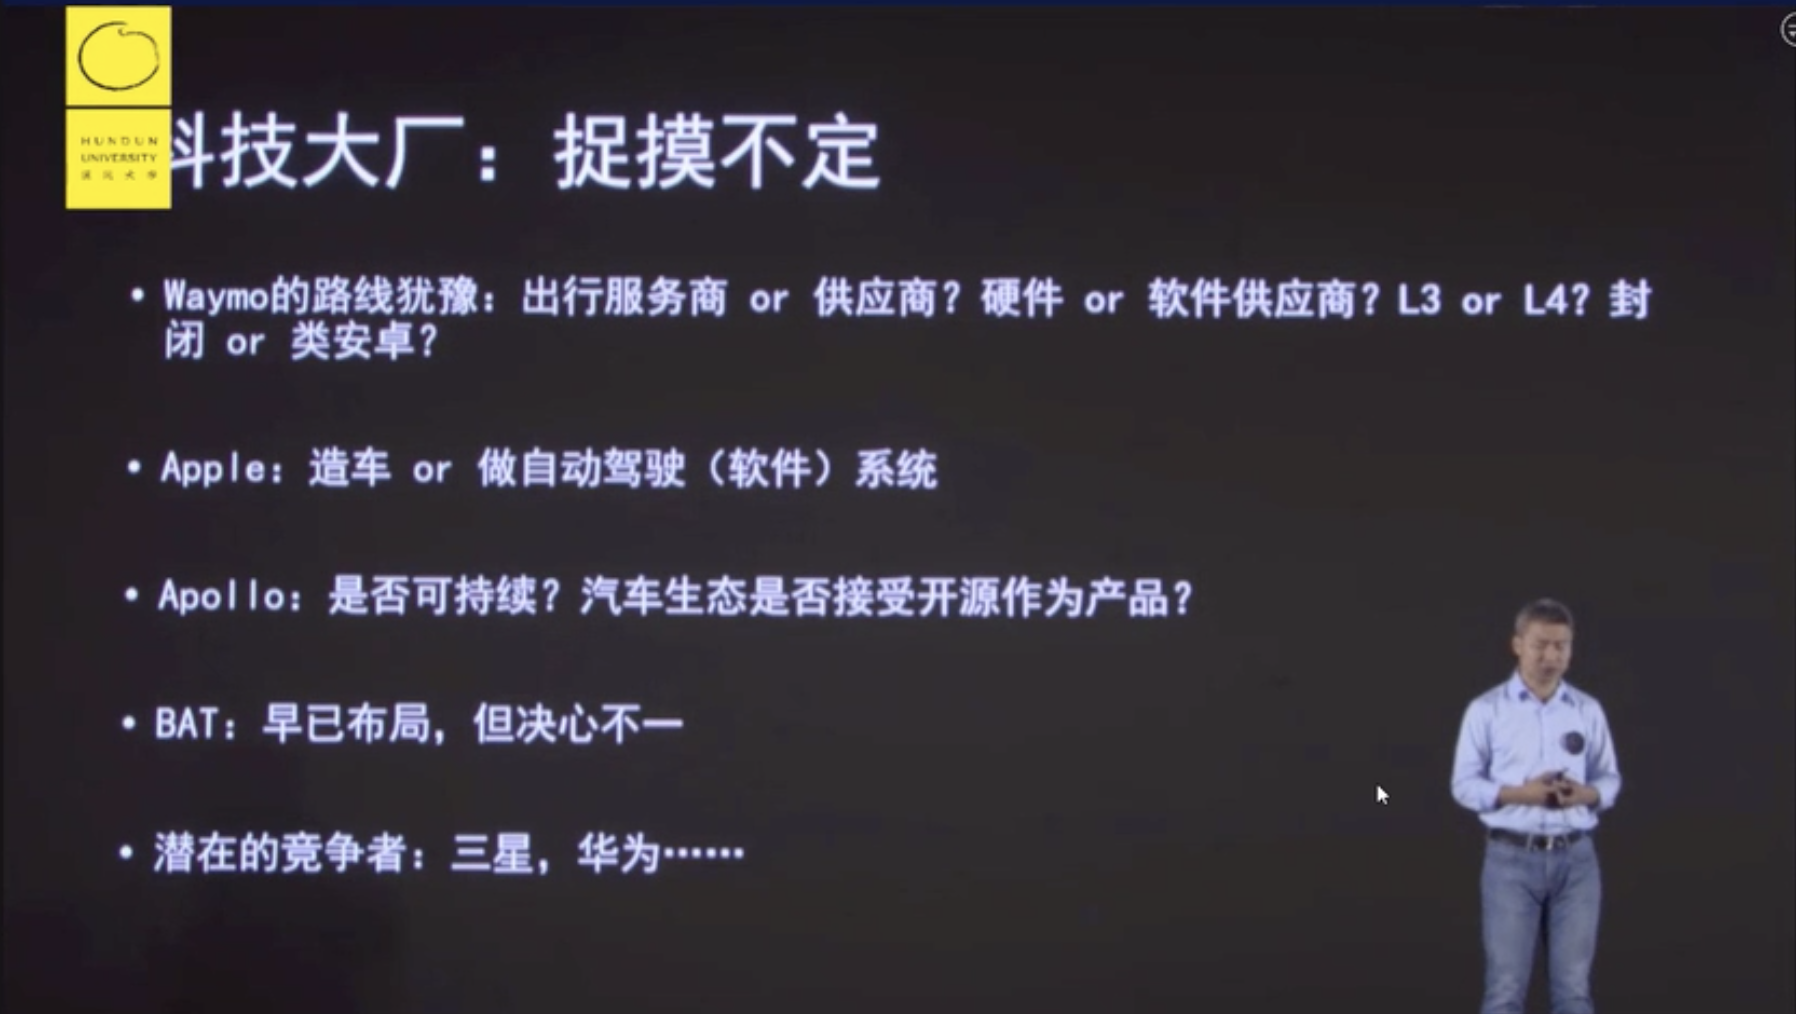 HUNDUN
UNIVERSITY
混沌大学
科技大厂：捉摸不定
• Waymo的路线犹豫：出行服务商 or 供应商？硬件 or 软件供应商？L3 or L4？封
闭 or 类安卓？
• Apple：造车 or 做自动驾驶（软件）系统
• Apollo：是否可持续？汽车生态是否接受开源作为产品？
• BAT：早已布局，但决心不一
• 潜在的竞争者：三星，华为……